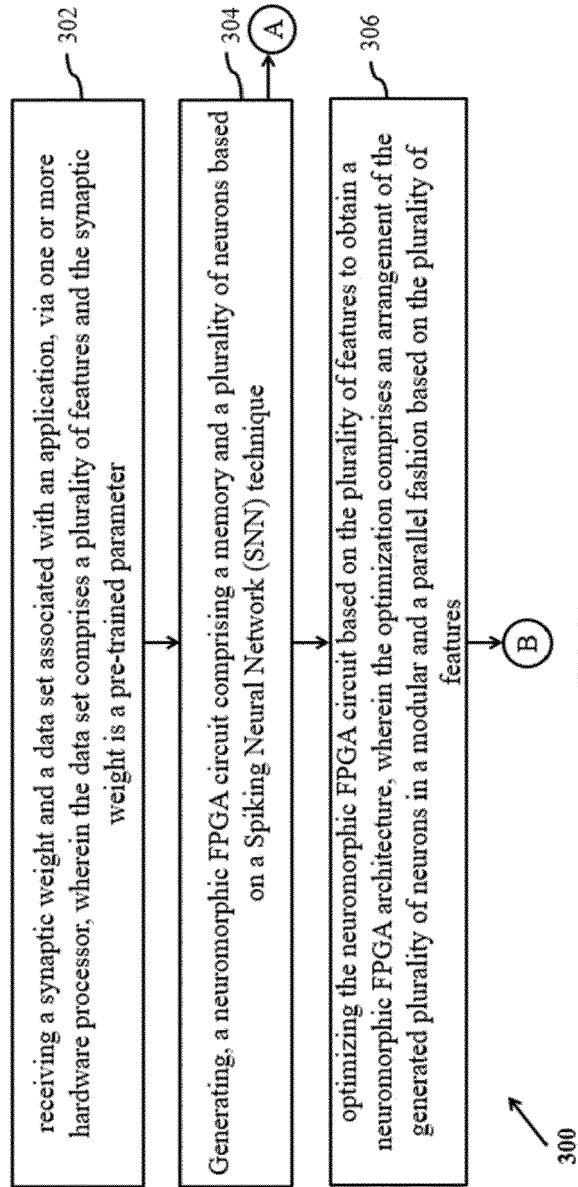 receiving a synaptic weight and a data set associated with an application, via one or more
hardware processor, wherein the data set comprises a plurality of features and the synaptic
weight is a pre-trained parameter
302
Generating, a neuromorphic FPGA circuit comprising a memory and a plurality of neurons based
on a Spiking Neural Network (SNN) technique
304
A
optimizing the neuromorphic FPGA circuit based on the plurality of features to obtain a
neuromorphic FPGA architecture, wherein the optimization comprises an arrangement of the
generated plurality of neurons in a modular and a parallel fashion based on the plurality of
features
306
B
300